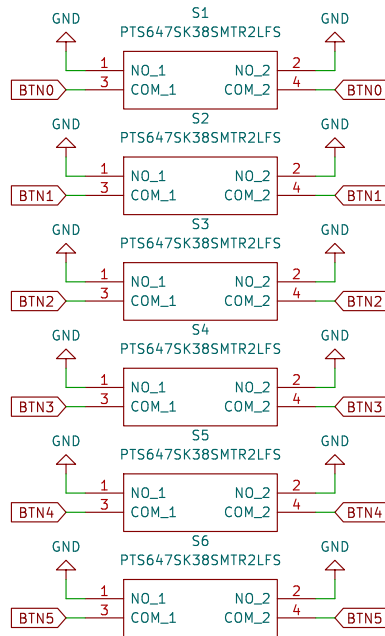 S1
GND PTS647SK38SMTR2LFS GND
1 NO_1 NO_2 2
BTN0 3 COM_1 COM_2 4 BTN0
S2
GND PTS647SK38SMTR2LFS GND
1 NO_1 NO_2 2
BTN1 3 COM_1 COM_2 4 BTN1
S3
GND PTS647SK38SMTR2LFS GND
1 NO_1 NO_2 2
BTN2 3 COM_1 COM_2 4 BTN2
S4
GND PTS647SK38SMTR2LFS GND
1 NO_1 NO_2 2
BTN3 3 COM_1 COM_2 4 BTN3
S5
GND PTS647SK38SMTR2LFS GND
1 NO_1 NO_2 2
BTN4 3 COM_1 COM_2 4 BTN4
S6
GND PTS647SK38SMTR2LFS GND
1 NO_1 NO_2 2
BTN5 3 COM_1 COM_2 4 BTN5